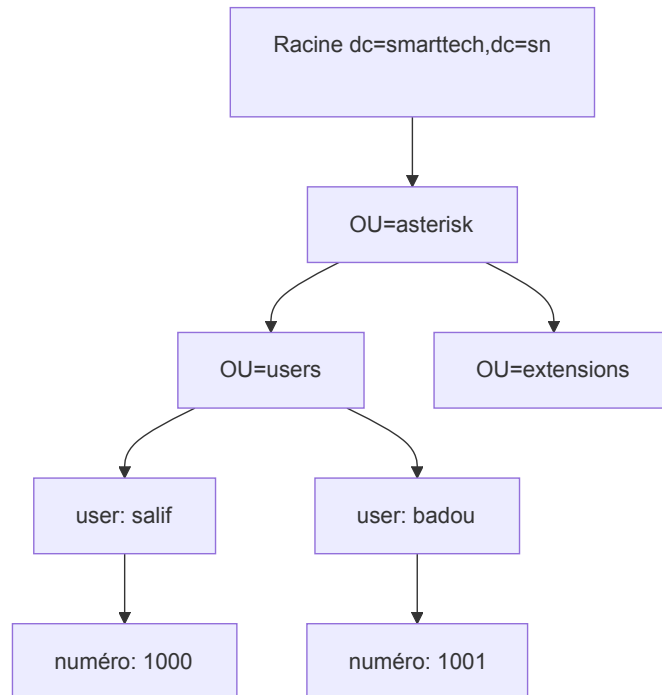 Racine dc=smarttech,dc=sn
OU=asterisk
OU=users
OU=extensions
user: salif
user: badou
numéro: 1000
numéro: 1001